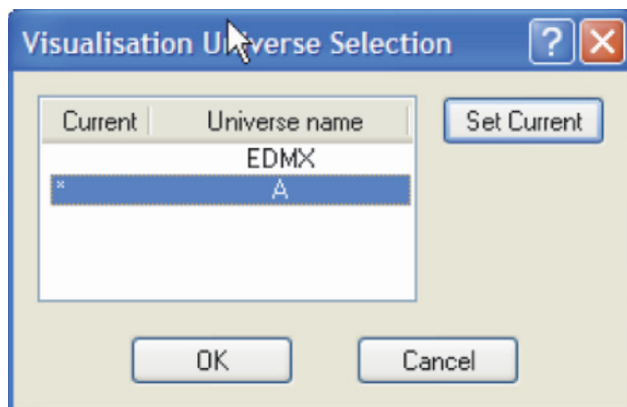 Visualisation Universe Selection
Current Universe name
Set Current
EDMX
* A
OK Cancel